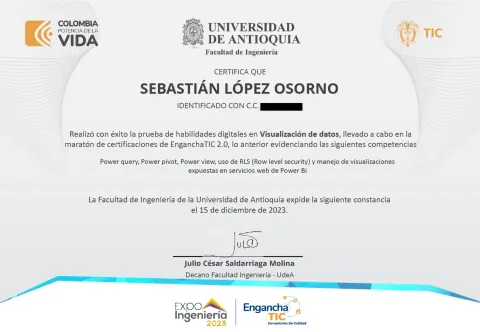 COLOMBIA
POTENCIA DE LA
VIDA
UNIVERSIDAD
DE ANTIOQUIA
Facultad de Ingeniería
TIC
CERTIFICA QUE
SEBASTIÁN LÓPEZ OSORNO
IDENTIFICADO CON C.C.
Realizó con éxito la prueba de habilidades digitales en Visualización de datos, llevado a cabo en la
maratón de certificaciones de EnganchaTIC 2.0, lo anterior evidenciando las siguientes competencias
Power query, Power pivot, Power view, uso de RLS (Row level security) y manejo de visualizaciones
expuestas en servicios web de Power Bi
La Facultad de Ingeniería de la Universidad de Antioquia expide la siguiente constancia
el 15 de diciembre de 2023.
Julio César Saldarriaga Molina
Decano Facultad Ingeniería - UdeA
EXPO
Ingeniería
2023
Engancha
TIC
Conexiones de Calidad